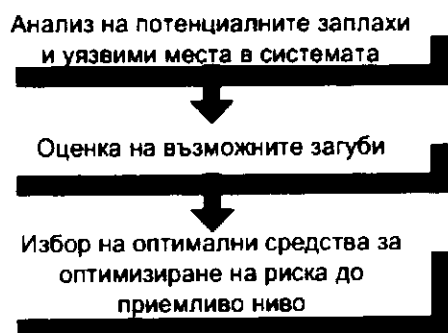 Анализ на потенциалните заплахи
и уязвими места в системата
Оценка на възможните загуби
Избор на оптимални средства за
оптимизиране на риска до
приемливо ниво